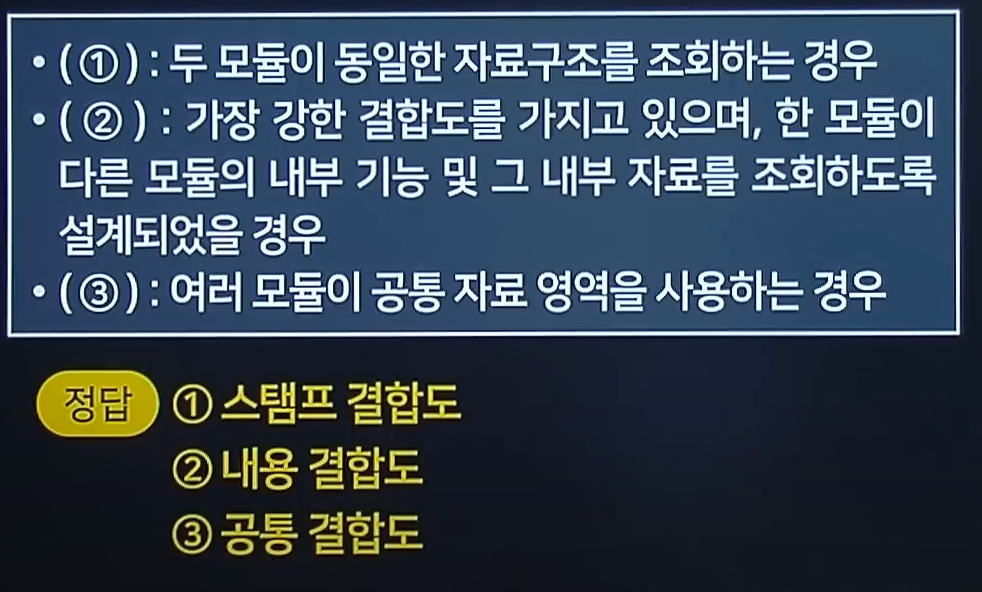 • ( ① ) : 두 모듈이 동일한 자료구조를 조회하는 경우
• ( ② ) : 가장 강한 결합도를 가지고 있으며, 한 모듈이
다른 모듈의 내부 기능 및 그 내부 자료를 조회하도록
설계되었을 경우
• ( ③ ) : 여러 모듈이 공통 자료 영역을 사용하는 경우
정답 ① 스탬프 결합도
② 내용 결합도
③ 공통 결합도